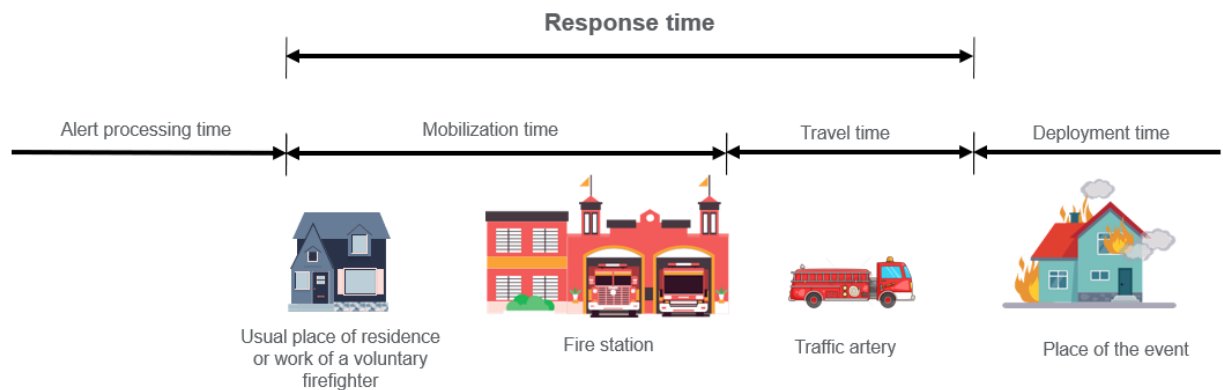 Response time
Alert processing time
Mobilization time
Travel time
Deployment time
Usual place of residence
or work of a voluntary
firefighter
Fire station
Traffic artery
Place of the event